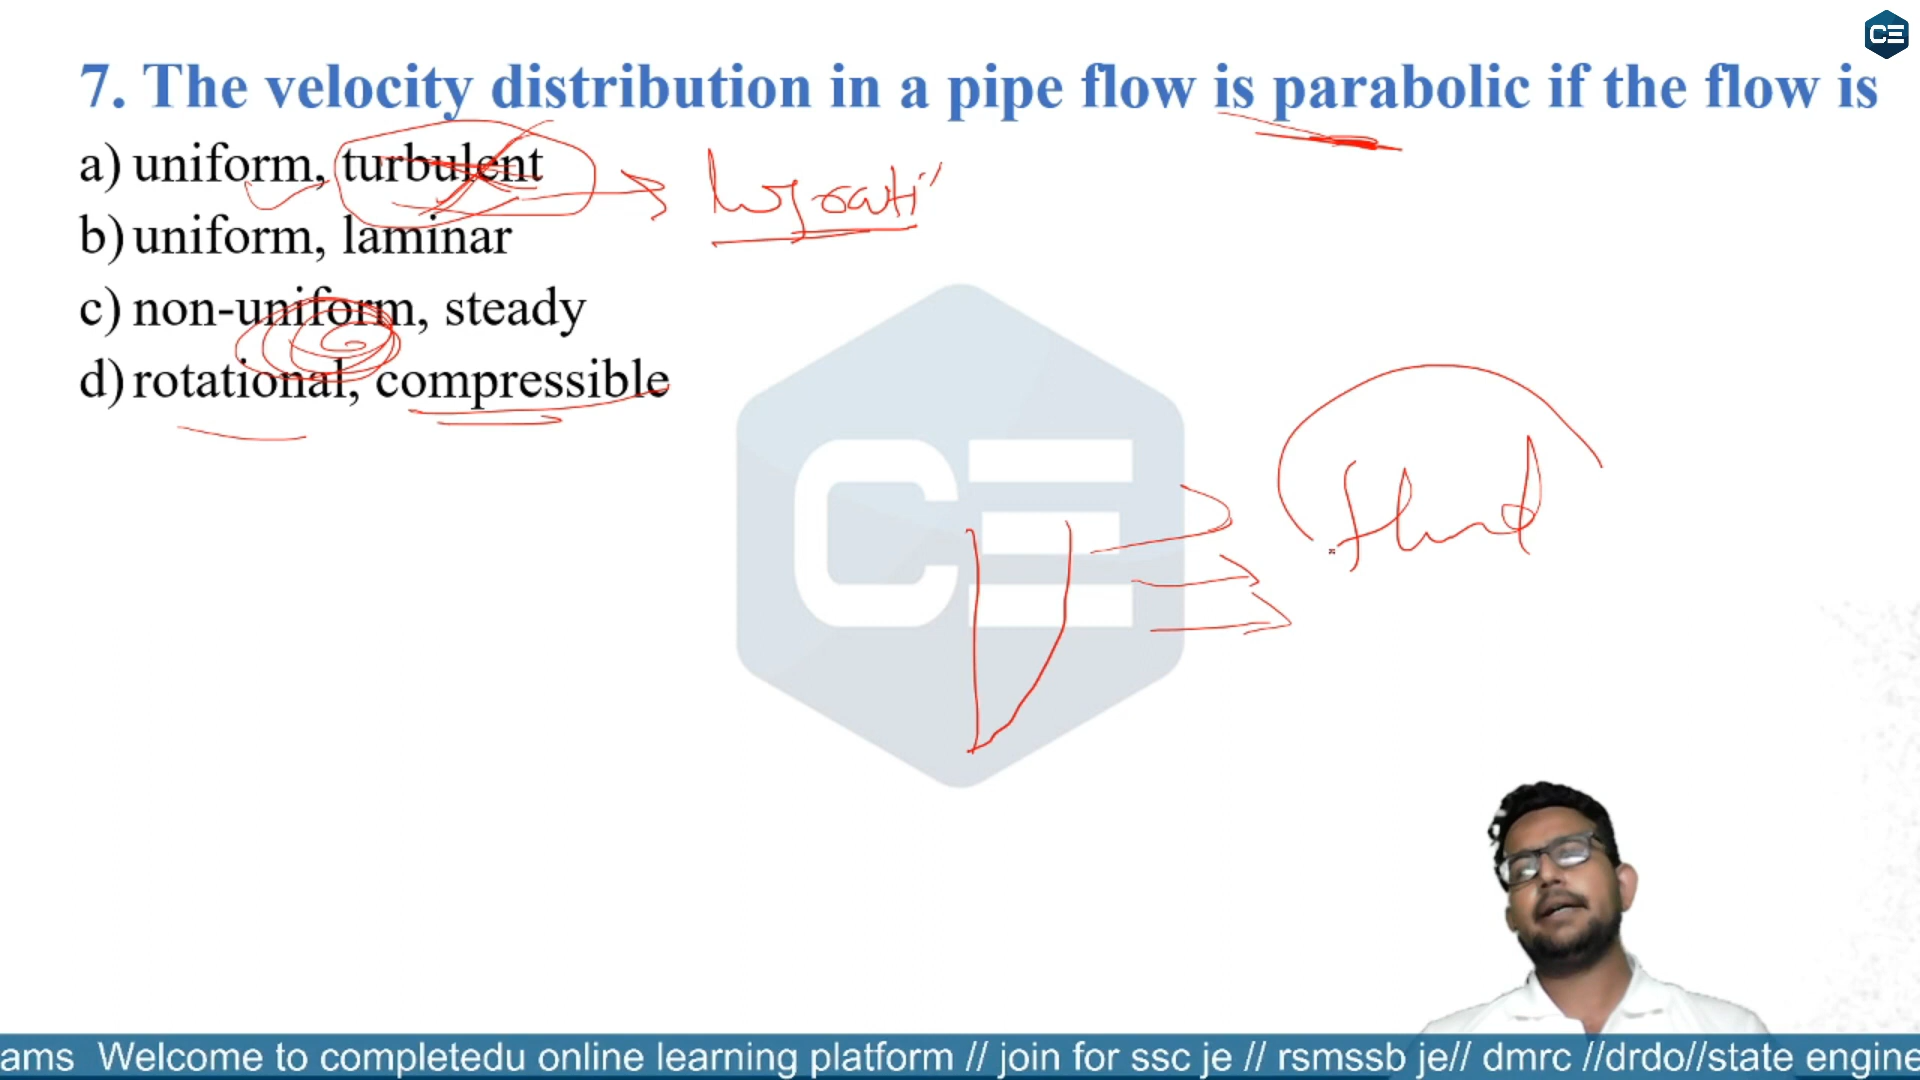 CE
7. The velocity distribution in a pipe flow is parabolic if the flow is
a) uniform, turbulent
b) uniform, laminar
c) non-uniform, steady
d) rotational, compressible
CE
fluid
ams Welcome to completedu online learning platform // join for ssc je // rsmssb je// dmrc //drdo//state engine